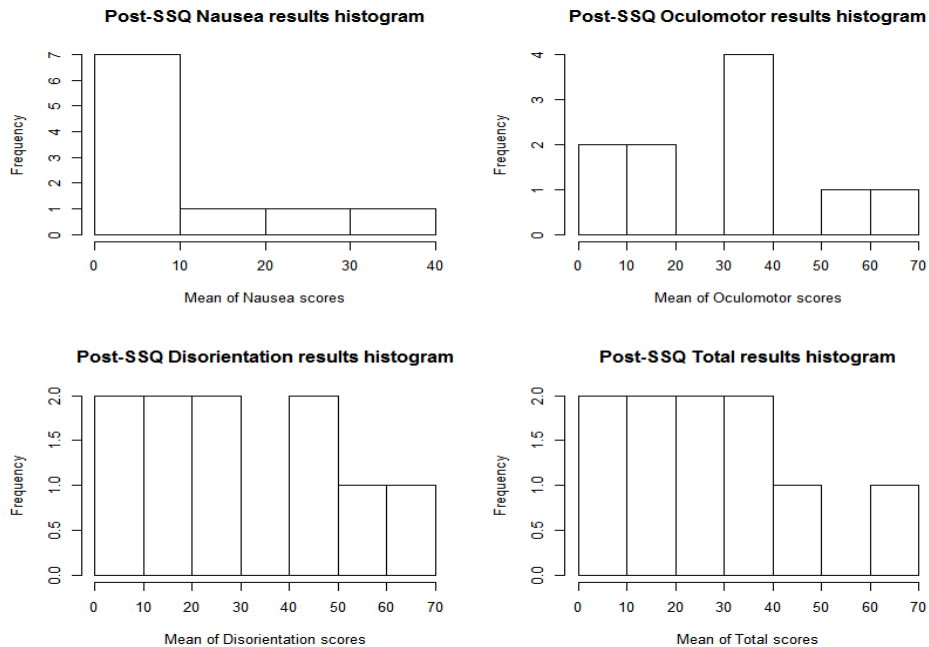 Post-SSQ Nausea results histogram
Frequency
7
6
5
4
3
2
1
0
0 10 20 30 40
Mean of Nausea scores
Post-SSQ Oculomotor results histogram
Frequency
4
3
2
1
0
0 10 20 30 40 50 60 70
Mean of Oculomotor scores
Post-SSQ Disorientation results histogram
Frequency
2.0
1.5
1.0
0.5
0.0
0 10 20 30 40 50 60 70
Mean of Disorientation scores
Post-SSQ Total results histogram
Frequency
2.0
1.5
1.0
0.5
0.0
0 10 20 30 40 50 60 70
Mean of Total scores